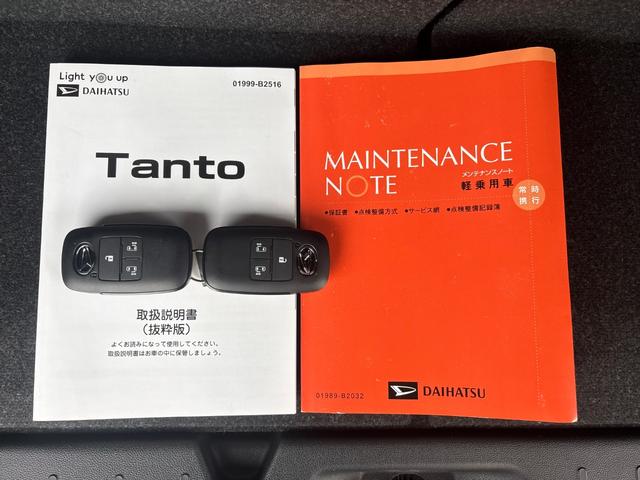 Light you up
DAIHATSU
01999-B2516
Tanto
取扱説明書
(抜粋版)
よくお読みになって使用してください。
取扱説明書はお車の中に保管しましょう。
MAINTENANCE
NOTE
メンテナンスノート
軽乗用車
常時
携行
●保証書 ●点検整備方式 ●サービス網 ●点検整備記録簿
01989-B2032
DAIHATSU